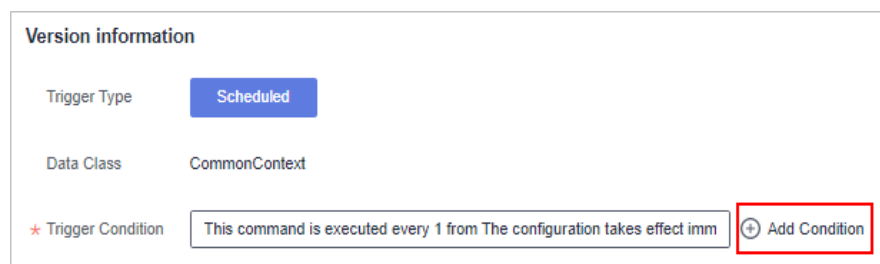 Version information
Trigger Type Scheduled
Data Class CommonContext
* Trigger Condition This command is executed every 1 from The configuration takes effect imm Add Condition